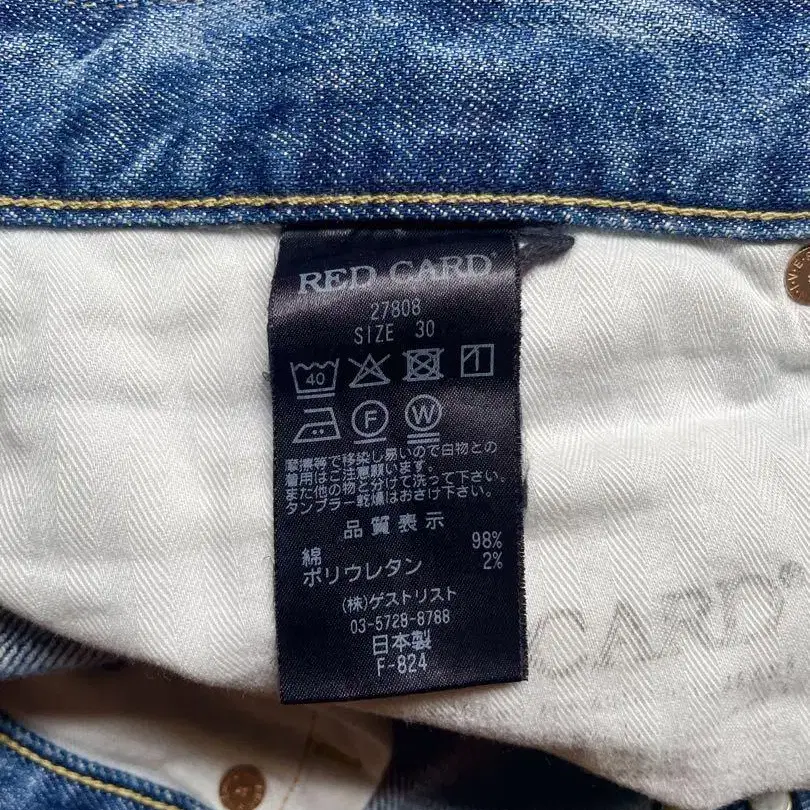 RED CARD
27808
SIZE 30
40
F
W
摩擦等で移染し易いので白物との
着用はご注意願います。
また他の物と分けて洗って下さい。
タンブラー乾燥はおさけ下さい。
品質表示
綿 98%
ポリウレタン 2%
(株)ゲストリスト
03-5728-8788
日本製
F-824
CARD